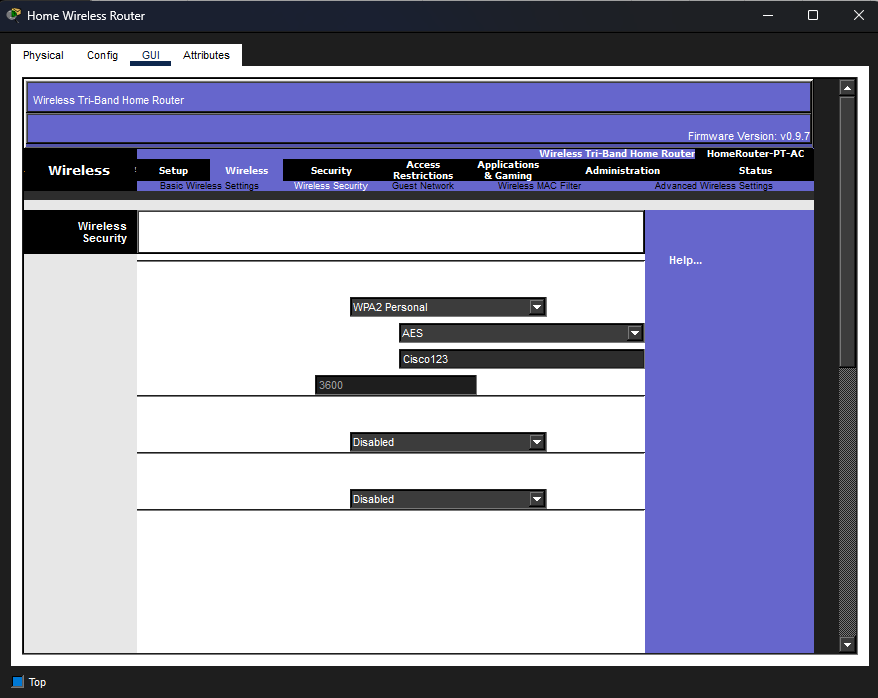 Home Wireless Router
Physical Config GUI Attributes
Wireless Tri-Band Home Router
Firmware Version: v0.9.7
Wireless Tri-Band Home Router HomeRouter-PT-AC
Wireless Setup Wireless Security Access Restrictions Applications & Gaming Administration Status
Basic Wireless Settings Wireless Security Guest Network Wireless MAC Filter Advanced Wireless Settings
Wireless
Security
Help...
WPA2 Personal
AES
Cisco123
3600
Disabled
Disabled
Top